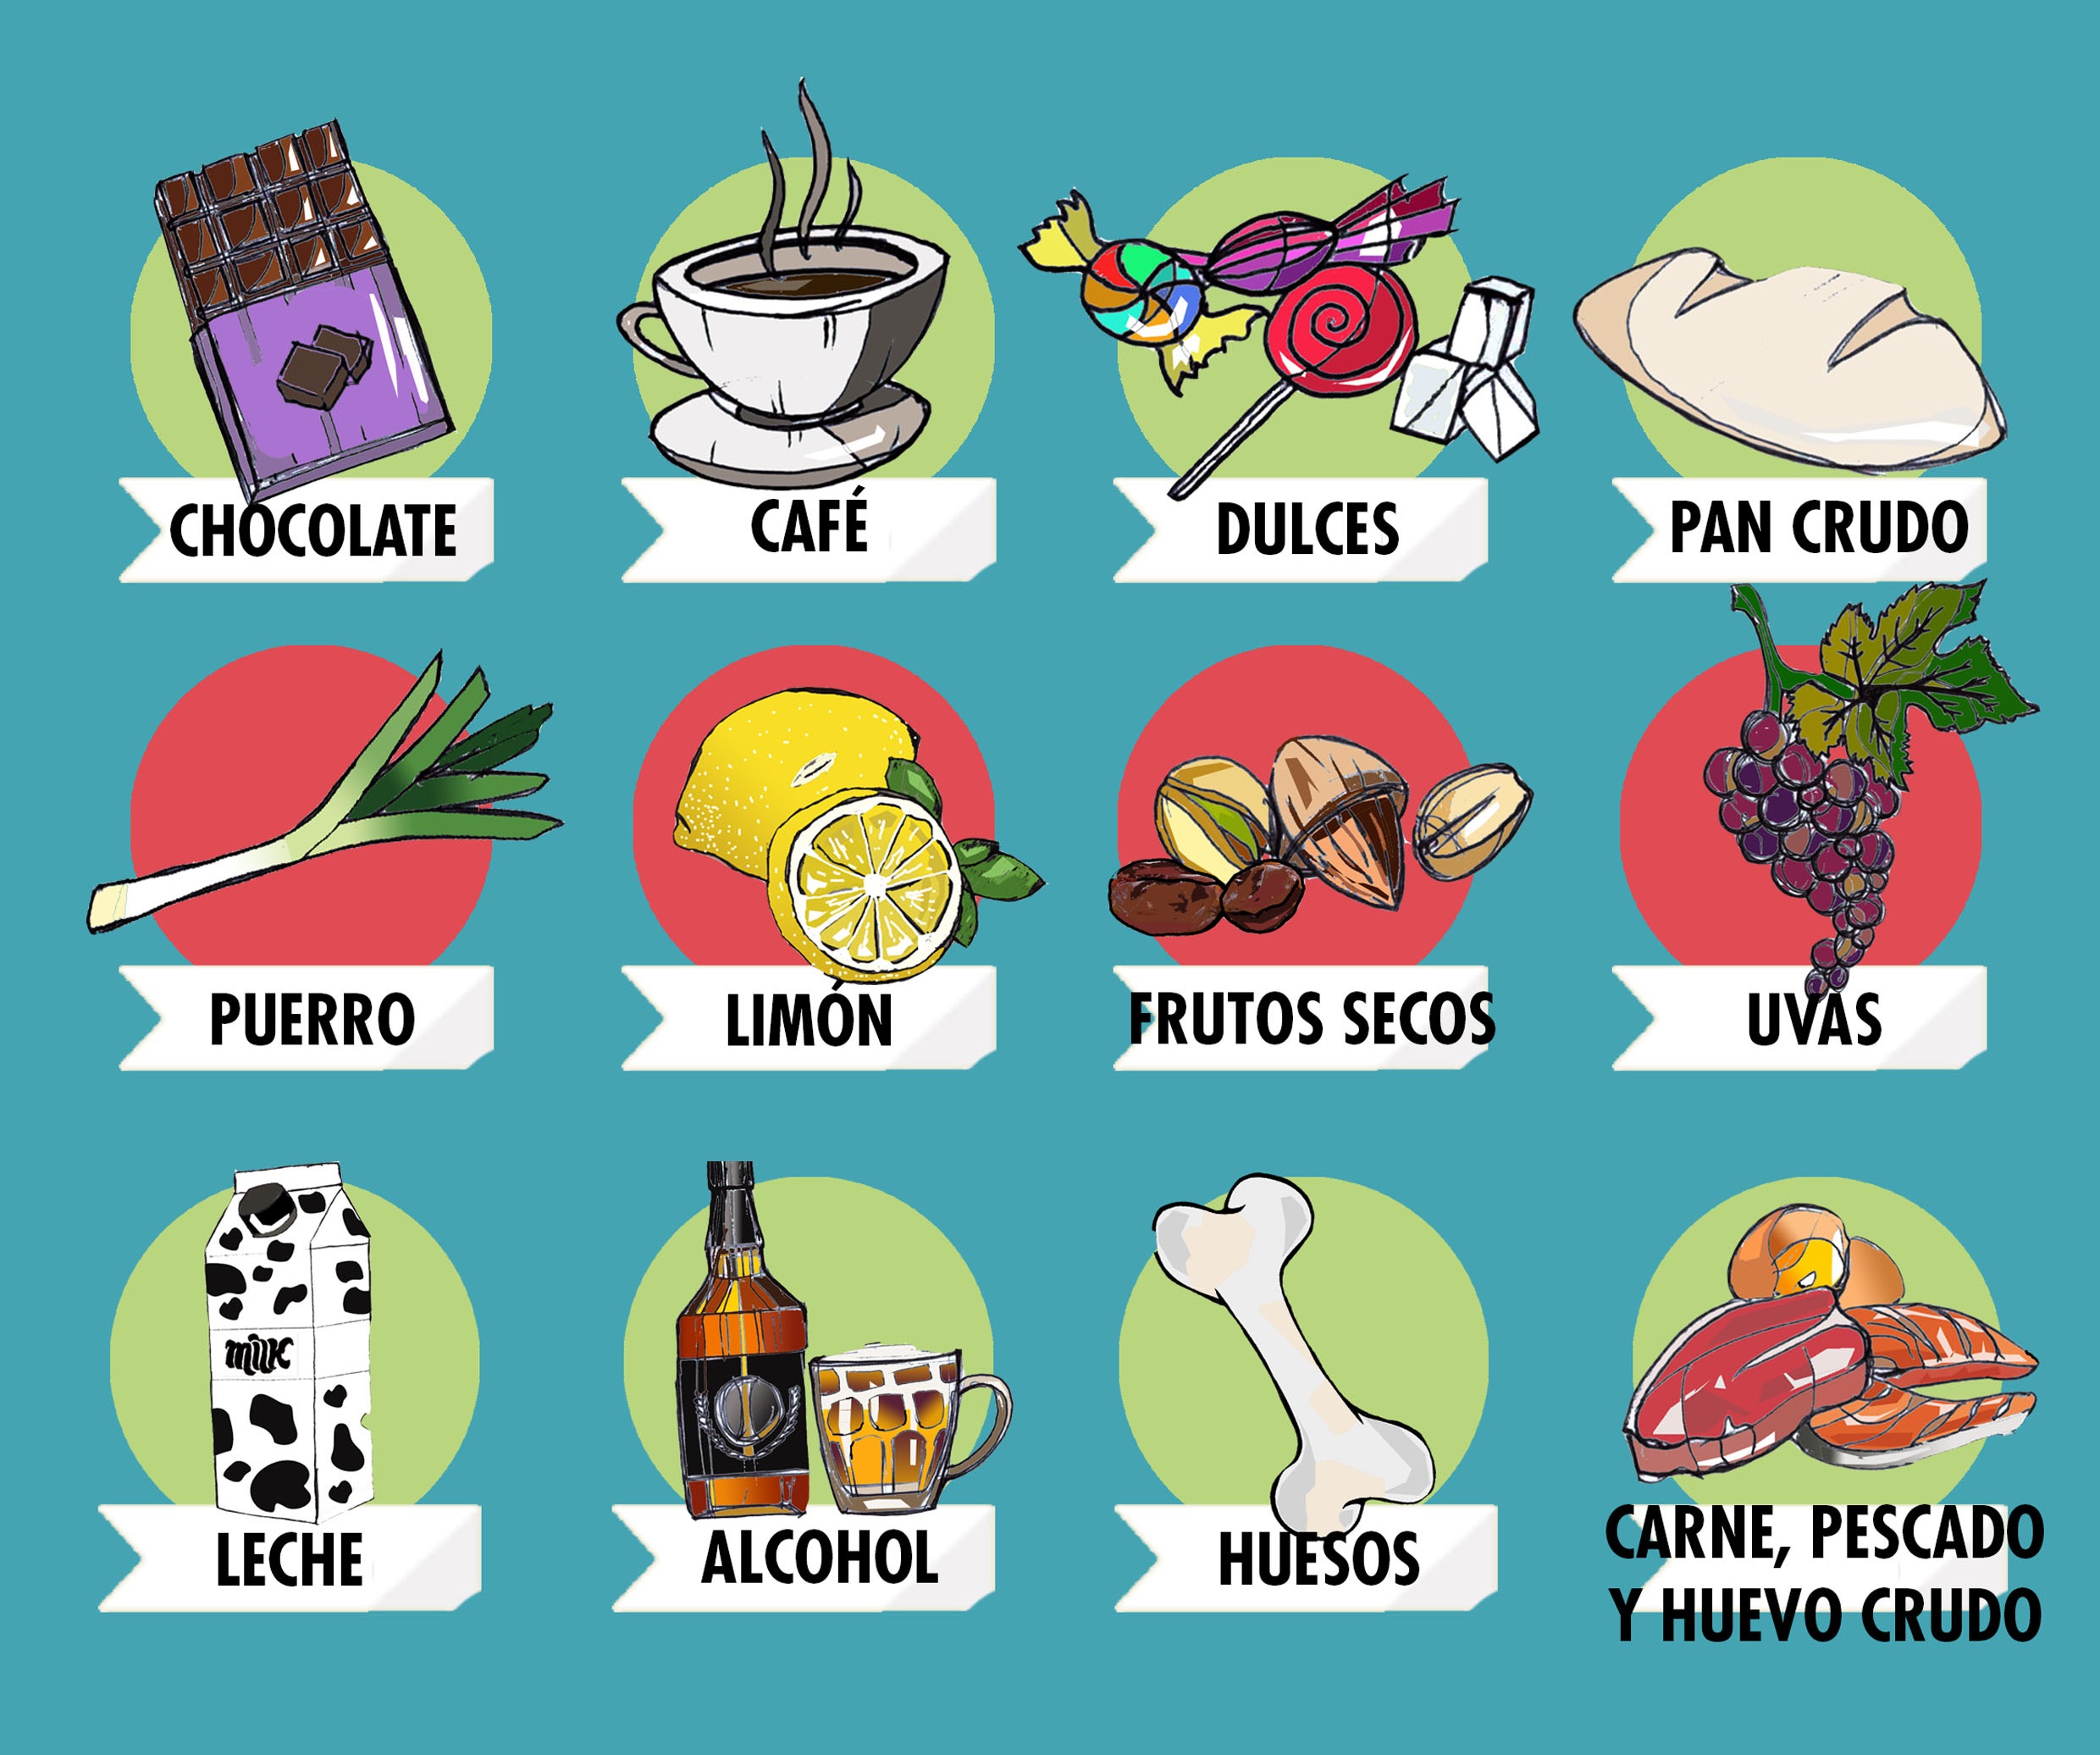 CHOCOLATE
CAFÉ
DULCES
PAN CRUDO
PUERRO
LIMÓN
FRUTOS SECOS
UVAS
milk
LECHE
ALCOHOL
HUESOS
CARNE, PESCADO
Y HUEVO CRUDO